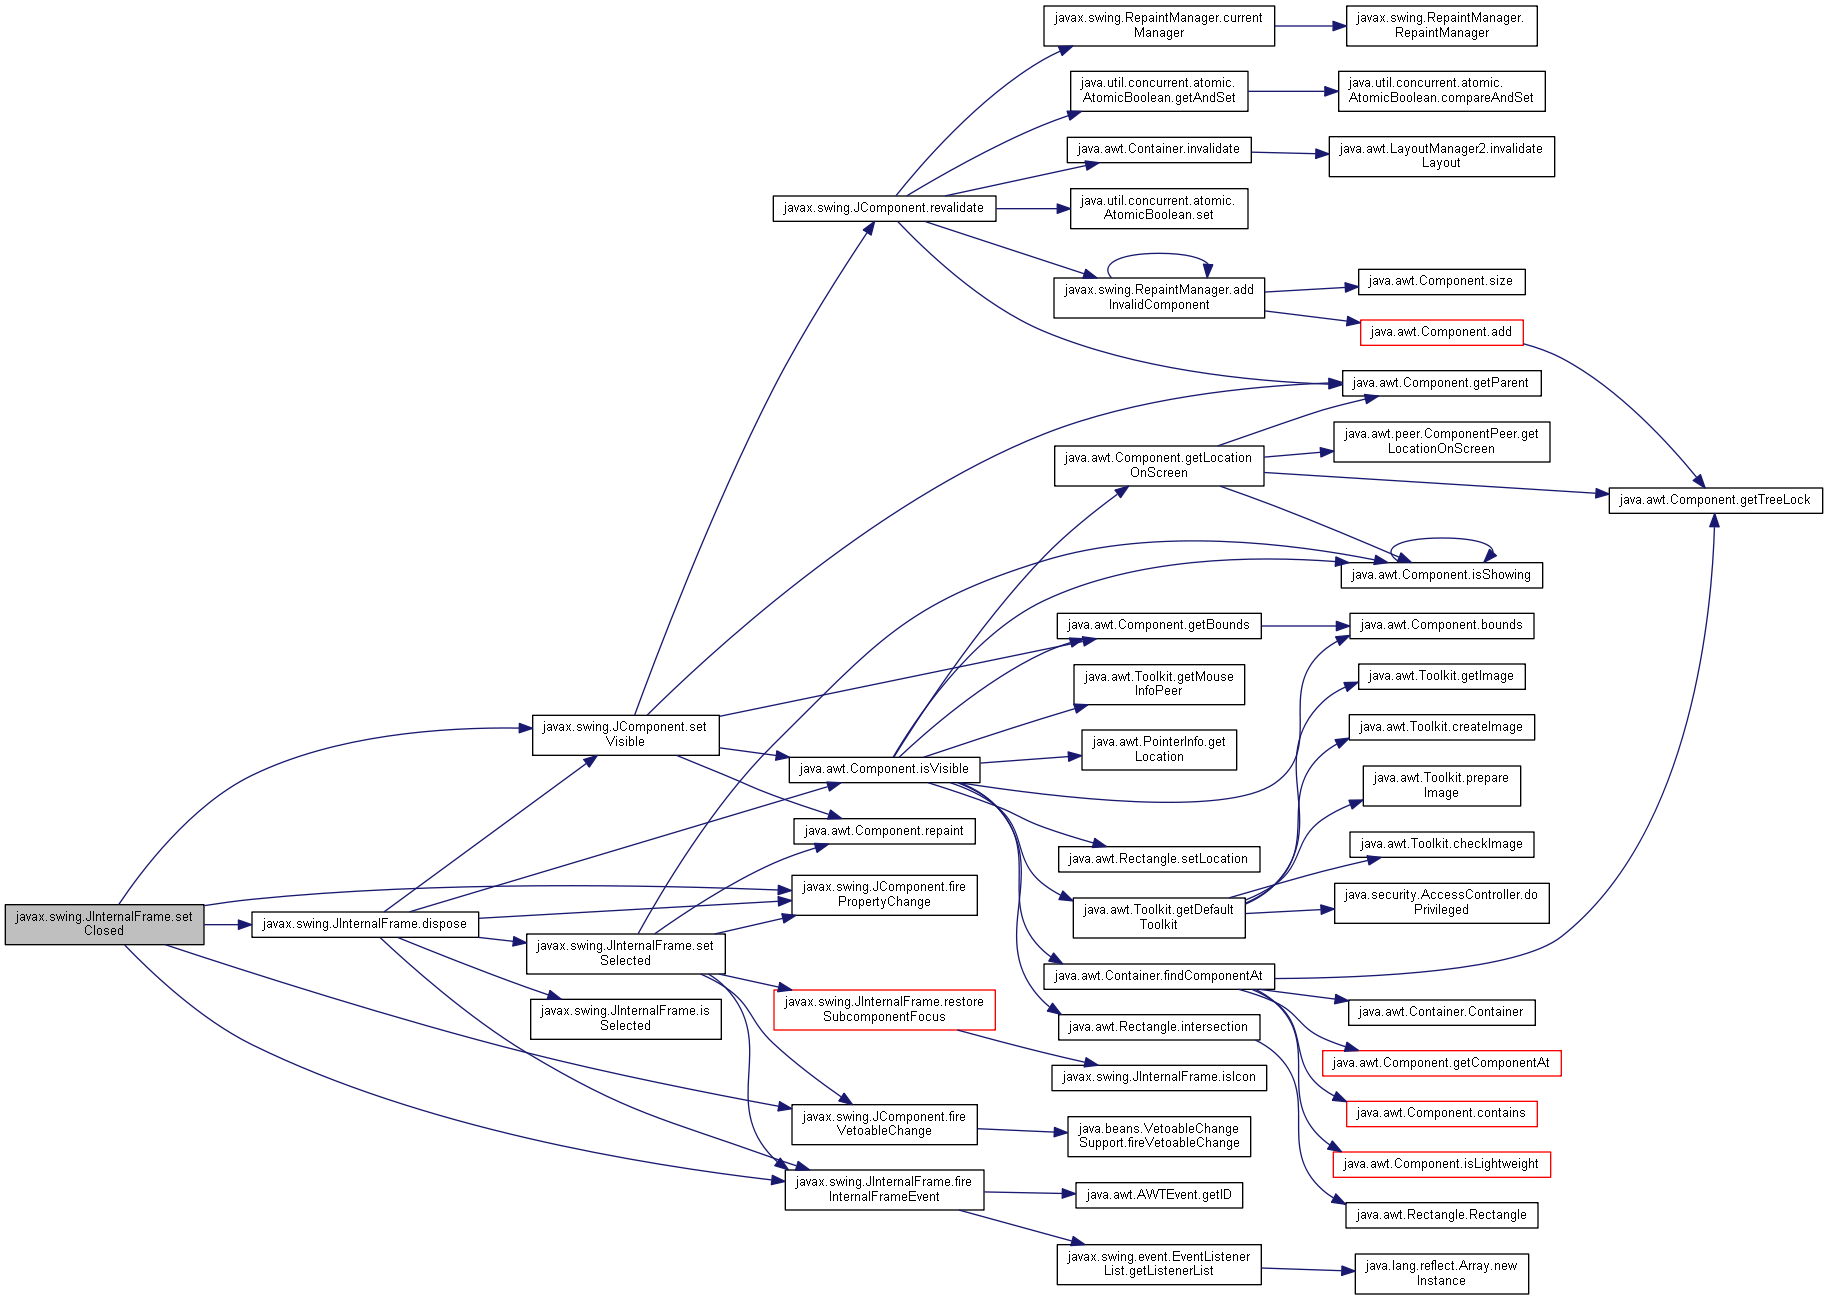 javax.swing.RepaintManager.current
Manager
javax.swing.RepaintManager.
RepaintManager
java.util.concurrent.atomic.
AtomicBoolean.getAndSet
java.util.concurrent.atomic.
AtomicBoolean.compareAndSet
java.awt.Container.invalidate
java.awt.LayoutManager2.invalidate
Layout
javax.swing.JComponent.revalidate
java.util.concurrent.atomic.
AtomicBoolean.set
javax.swing.RepaintManager.add
InvalidComponent
java.awt.Component.size
java.awt.Component.add
java.awt.Component.getParent
java.awt.Component.getLocation
OnScreen
java.awt.peer.ComponentPeer.get
LocationOnScreen
java.awt.Component.getTreeLock
java.awt.Component.isShowing
java.awt.Component.getBounds
java.awt.Component.bounds
java.awt.Toolkit.getMouse
InfoPeer
java.awt.Toolkit.getImage
javax.swing.JComponent.set
Visible
java.awt.PointerInfo.get
Location
java.awt.Toolkit.createImage
java.awt.Component.isVisible
java.awt.Toolkit.prepare
Image
java.awt.Component.repaint
java.awt.Rectangle.setLocation
java.awt.Toolkit.checkImage
javax.swing.JComponent.fire
PropertyChange
java.awt.Toolkit.getDefault
Toolkit
java.security.AccessController.do
Privileged
javax.swing.JInternalFrame.set
Closed
javax.swing.JInternalFrame.dispose
javax.swing.JInternalFrame.set
Selected
java.awt.Container.findComponentAt
javax.swing.JInternalFrame.is
Selected
javax.swing.JInternalFrame.restore
SubcomponentFocus
java.awt.Rectangle.intersection
java.awt.Container.Container
java.awt.Component.getComponentAt
javax.swing.JInternalFrame.isIcon
java.awt.Component.contains
javax.swing.JComponent.fire
VetoableChange
java.beans.VetoableChange
Support.fireVetoableChange
java.awt.Component.isLightweight
javax.swing.JInternalFrame.fire
InternalFrameEvent
java.awt.AWTEvent.getID
java.awt.Rectangle.Rectangle
javax.swing.event.EventListener
List.getListenerList
java.lang.reflect.Array.new
Instance